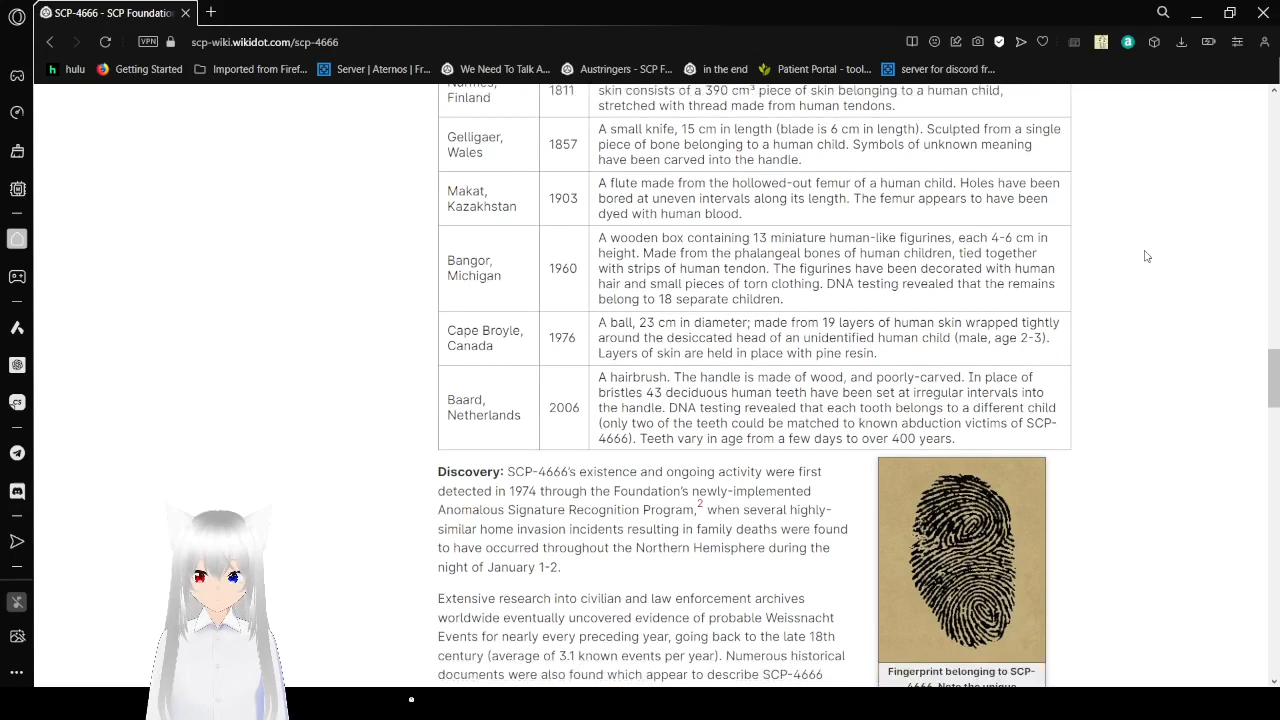 SCP-4666 - SCP Foundatio
scp-wiki.wikidot.com/scp-4666
VPN
hulu
Getting Started
Imported from Firef...
Server | Aternos | Fr...
We Need To Talk A...
Austringers - SCP F...
in the end
Patient Portal - tool...
server for discord fr...
Finland
1811
skin consists of a 390 cm³ piece of skin belonging to a human child,
stretched with thread made from human tendons.
Gelligaer,
Wales
1857
A small knife, 15 cm in length (blade is 6 cm in length). Sculpted from a single
piece of bone belonging to a human child. Symbols of unknown meaning
have been carved into the handle.
Makat,
Kazakhstan
1903
A flute made from the hollowed-out femur of a human child. Holes have been
bored at uneven intervals along its length. The femur appears to have been
dyed with human blood.
Bangor,
Michigan
1960
A wooden box containing 13 miniature human-like figurines, each 4-6 cm in
height. Made from the phalangeal bones of human children, tied together
with strips of human tendon. The figurines have been decorated with human
hair and small pieces of torn clothing. DNA testing revealed that the remains
belong to 18 separate children.
Cape Broyle,
Canada
1976
A ball, 23 cm in diameter; made from 19 layers of human skin wrapped tightly
around the desiccated head of an unidentified human child (male, age 2-3).
Layers of skin are held in place with pine resin.
Baard,
Netherlands
2006
A hairbrush. The handle is made of wood, and poorly-carved. In place of
bristles 43 deciduous human teeth have been set at irregular intervals into
the handle. DNA testing revealed that each tooth belongs to a different child
(only two of the teeth could be matched to known abduction victims of SCP-
4666). Teeth vary in age from a few days to over 400 years.
Discovery: SCP-4666's existence and ongoing activity were first
detected in 1974 through the Foundation's newly-implemented
Anomalous Signature Recognition Program,2 when several highly-
similar home invasion incidents resulting in family deaths were found
to have occurred throughout the Northern Hemisphere during the
night of January 1-2.
Extensive research into civilian and law enforcement archives
worldwide eventually uncovered evidence of probable Weissnacht
Events for nearly every preceding year, going back to the late 18th
century (average of 3.1 known events per year). Numerous historical
documents were also found which appear to describe SCP-4666
Fingerprint belonging to SCP-
4666. Note the unique